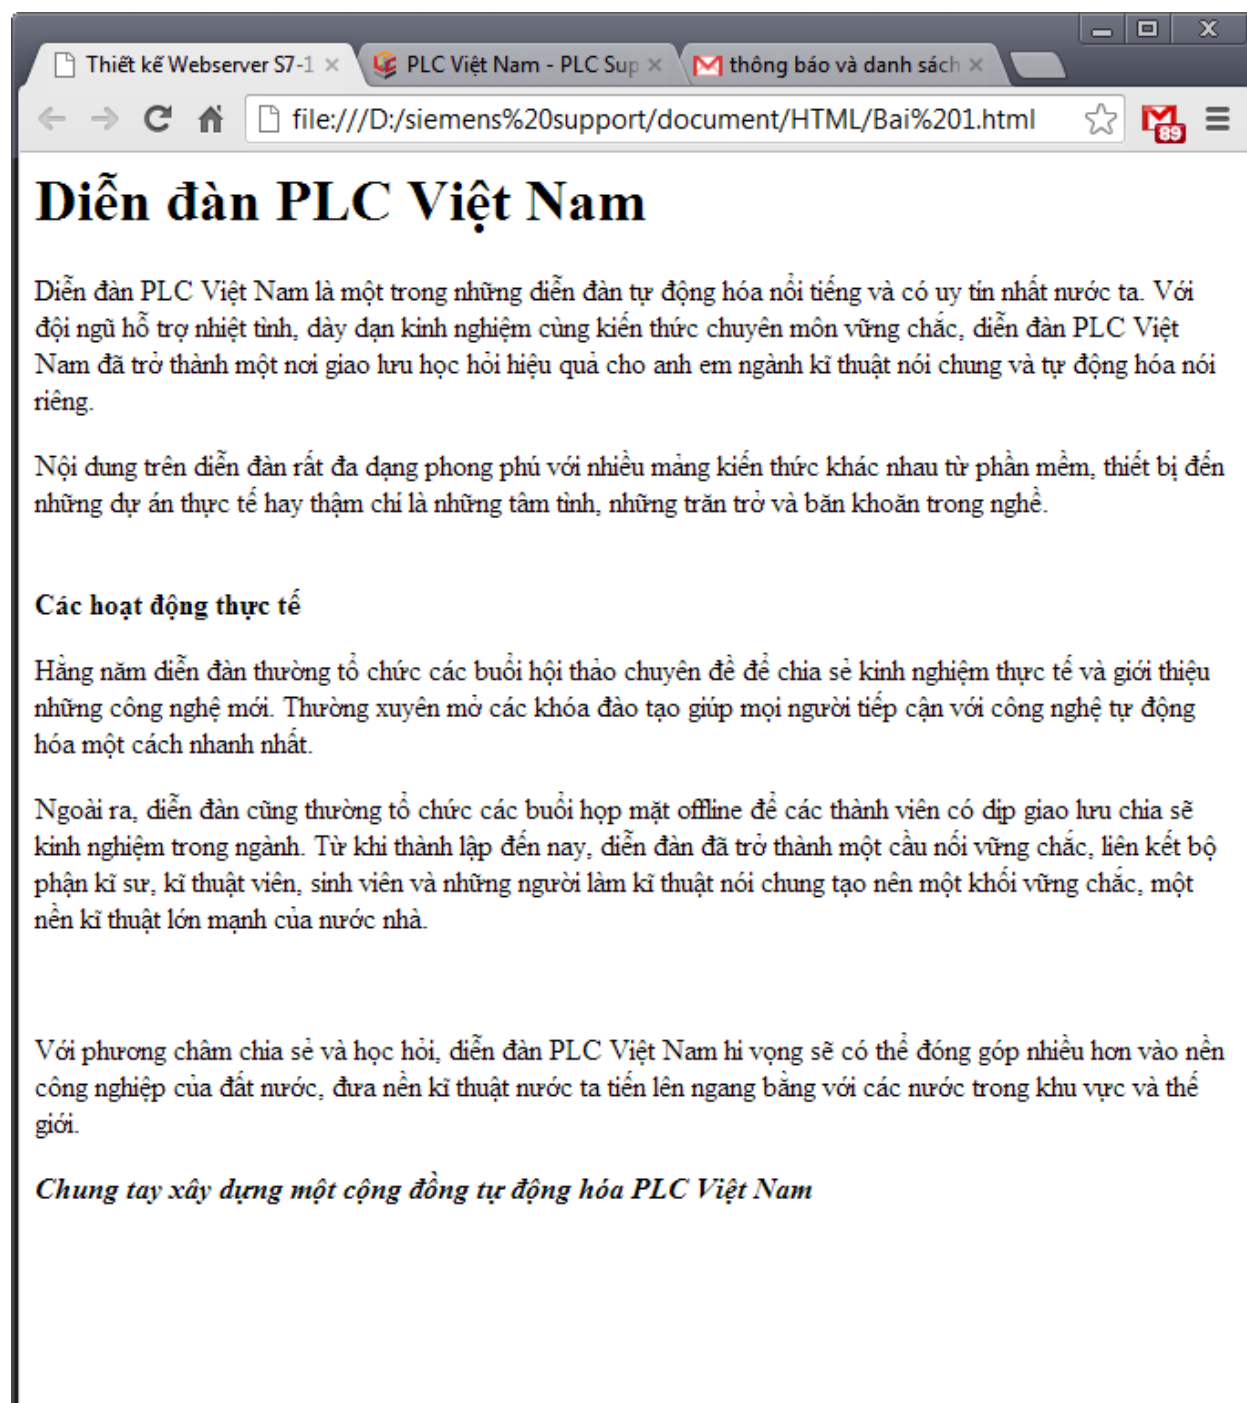 Thiết kế Webserver S7-1
PLC Việt Nam - PLC Sup
thông báo và danh sách
file:///D:/siemens%20support/document/HTML/Bai%201.html
89
Diễn đàn PLC Việt Nam
Diễn đàn PLC Việt Nam là một trong những diễn đàn tự động hóa nổi tiếng và có uy tín nhất nước ta. Với
đội ngũ hỗ trợ nhiệt tình, dày dạn kinh nghiệm cùng kiến thức chuyên môn vững chắc, diễn đàn PLC Việt
Nam đã trở thành một nơi giao lưu học hỏi hiệu quả cho anh em ngành kĩ thuật nói chung và tự động hóa nói
riêng.
Nội dung trên diễn đàn rất đa dạng phong phú với nhiều mảng kiến thức khác nhau từ phần mềm, thiết bị đến
những dự án thực tế hay thậm chí là những tâm tình, những trăn trở và băn khoăn trong nghề.
Các hoạt động thực tế
Hằng năm diễn đàn thường tổ chức các buổi hội thảo chuyên đề để chia sẻ kinh nghiệm thực tế và giới thiệu
những công nghệ mới. Thường xuyên mở các khóa đào tạo giúp mọi người tiếp cận với công nghệ tự động
hóa một cách nhanh nhất.
Ngoài ra, diễn đàn cũng thường tổ chức các buổi họp mặt offline để các thành viên có dịp giao lưu chia sẽ
kinh nghiệm trong ngành. Từ khi thành lập đến nay, diễn đàn đã trở thành một cầu nối vững chắc, liên kết bộ
phận kĩ sư, kĩ thuật viên, sinh viên và những người làm kĩ thuật nói chung tạo nên một khối vững chắc, một
nền kĩ thuật lớn mạnh của nước nhà.
Với phương châm chia sẻ và học hỏi, diễn đàn PLC Việt Nam hi vọng sẽ có thể đóng góp nhiều hơn vào nền
công nghiệp của đất nước, đưa nền kĩ thuật nước ta tiến lên ngang bằng với các nước trong khu vực và thế
giới.
Chung tay xây dựng một cộng đồng tự động hóa PLC Việt Nam